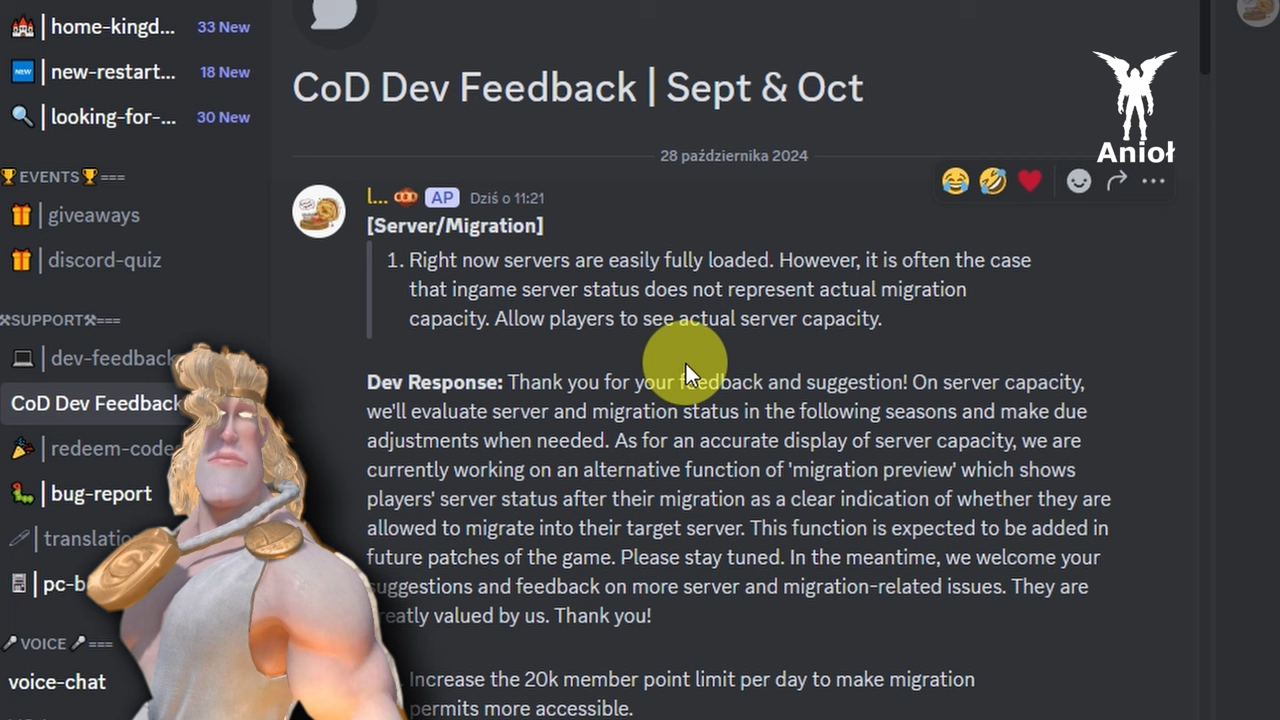 home-kingd... 33 New
NEW new-restart... 18 New
looking-for-... 30 New
EVENTS ===
giveaways
discord-quiz
SUPPORT ===
dev-feedback
CoD Dev Feedback
redeem-code
bug-report
voice-chat
VOICE ===
CoD Dev Feedback | Sept & Oct
28 października 2024
l... AP Dziś o 11:21
[Server/Migration]
1. Right now servers are easily fully loaded. However, it is often the case
that ingame server status does not represent actual migration
capacity. Allow players to see actual server capacity.
Dev Response: Thank you for your feedback and suggestion! On server capacity,
we'll evaluate server and migration status in the following seasons and make due
adjustments when needed. As for an accurate display of server capacity, we are
currently working on an alternative function of 'migration preview' which shows
players' server status after their migration as a clear indication of whether they are
allowed to migrate into their target server. This function is expected to be added in
future patches of the game. Please stay tuned. In the meantime, we welcome your
suggestions and feedback on more server and migration-related issues. They are
greatly valued by us. Thank you!
Increase the 20k member point limit per day to make migration
permits more accessible.
Anioł